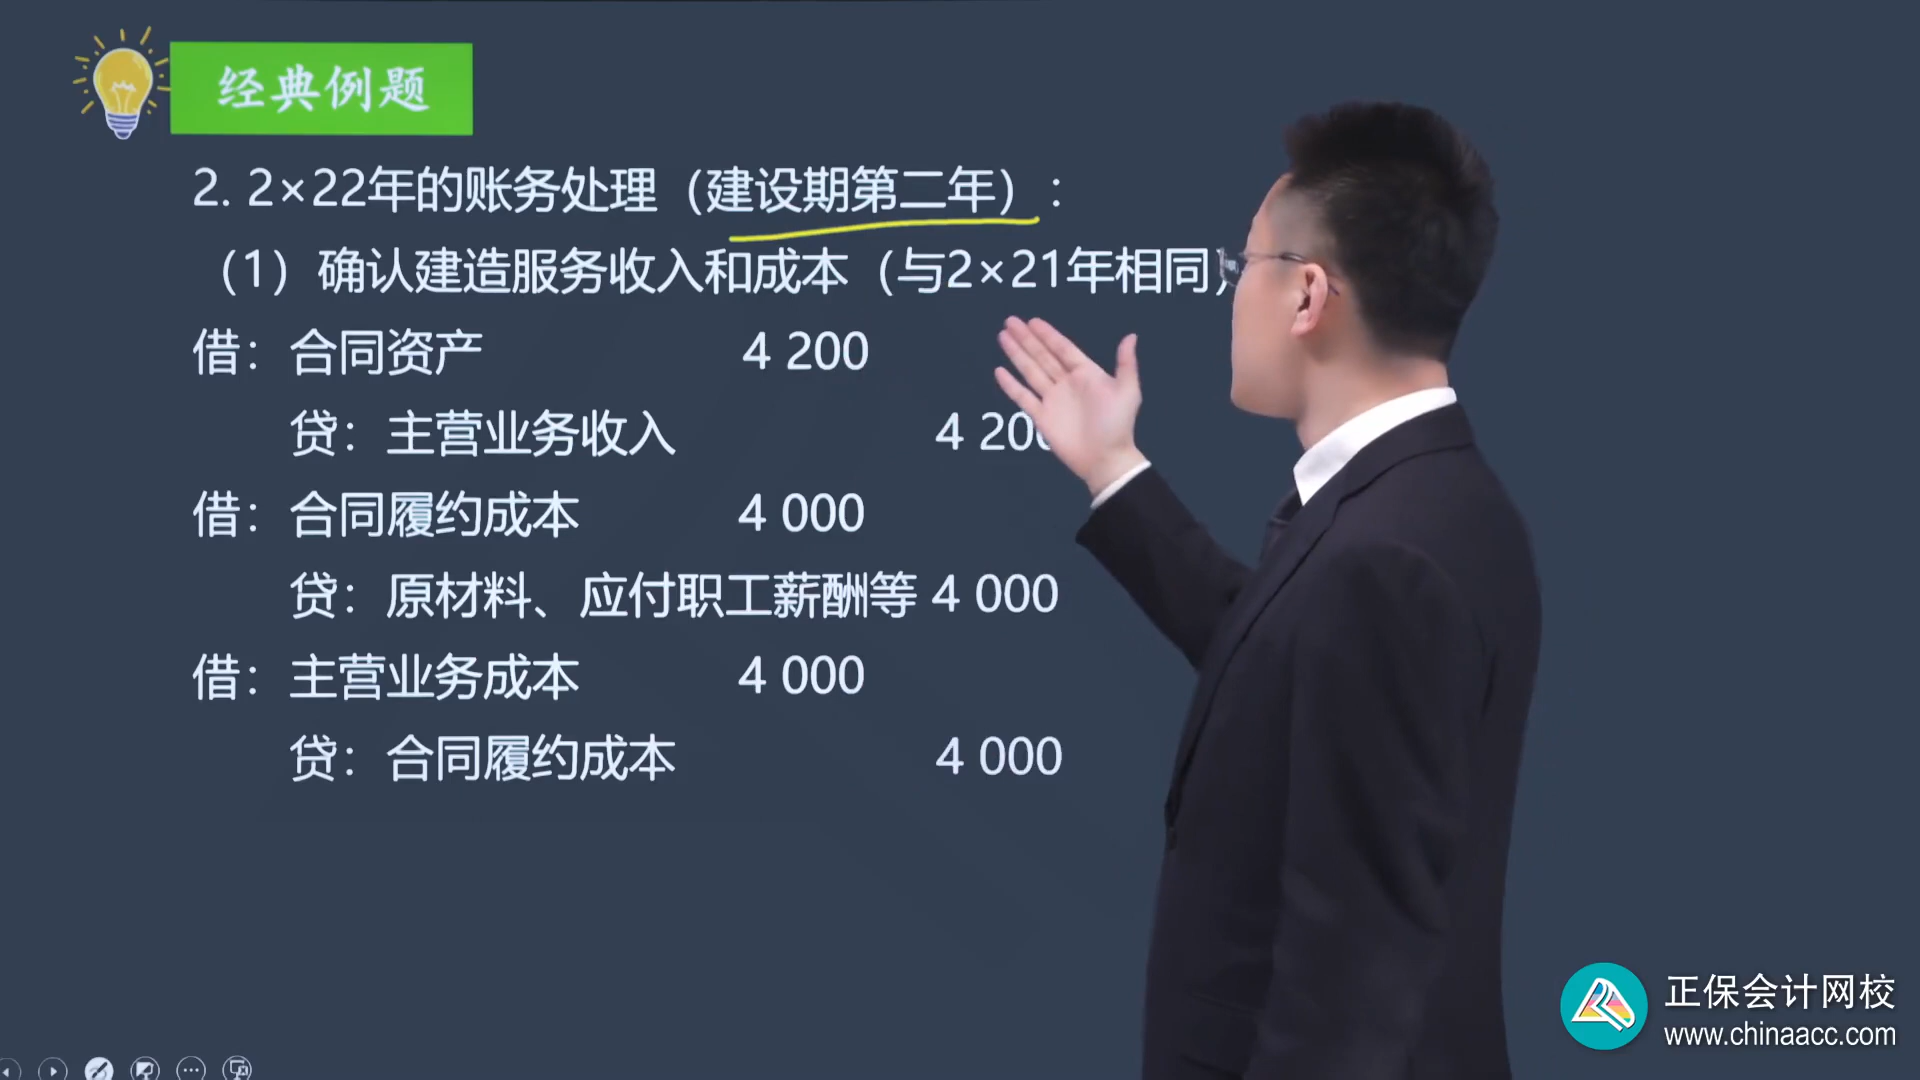 经典例题
2. 2×22年的账务处理（建设期第二年）：
（1）确认建造服务收入和成本（与2×21年相同）
借：合同资产 4 200
贷：主营业务收入 4 200
借：合同履约成本 4 000
贷：原材料、应付职工薪酬等 4 000
借：主营业务成本 4 000
贷：合同履约成本 4 000
正保会计网校
www.chinaacc.com